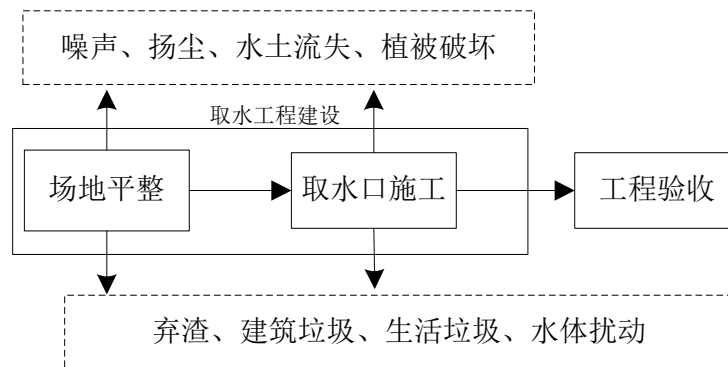 噪声、扬尘、水土流失、植被破坏
取水工程建设
场地平整
取水口施工
工程验收
弃渣、建筑垃圾、生活垃圾、水体扰动